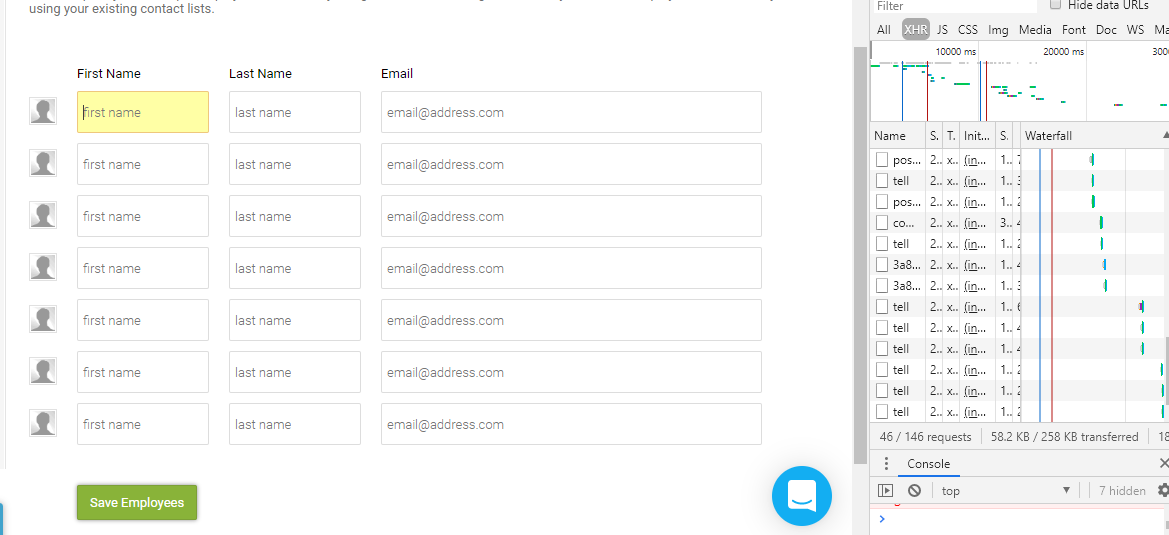 using your existing contact lists.
First Name Last Name Email
first name last name email@address.com
first name last name email@address.com
first name last name email@address.com
first name last name email@address.com
first name last name email@address.com
first name last name email@address.com
first name last name email@address.com
Save Employees
Filter Hide data URLs
All XHR JS CSS Img Media Font Doc WS Ma
10000 ms 20000 ms 300
Name S. T. Init... S. Waterfall
pos... 2.. x.. (in... 1..
tell 2.. x.. (in... 1..
pos... 2.. x.. (in... 1..
co... 2.. x.. (in... 3..
tell 2.. x.. (in... 1..
3a8... 2.. x.. (in... 1..
3a8... 2.. x.. (in... 1..
tell 2.. x.. (in... 1..
tell 2.. x.. (in... 1..
tell 2.. x.. (in... 1..
tell 2.. x.. (in... 1..
tell 2.. x.. (in... 1..
tell 2.. x.. (in... 1..
46 / 146 requests 58.2 KB / 258 KB transferred 18
Console
top 7 hidden